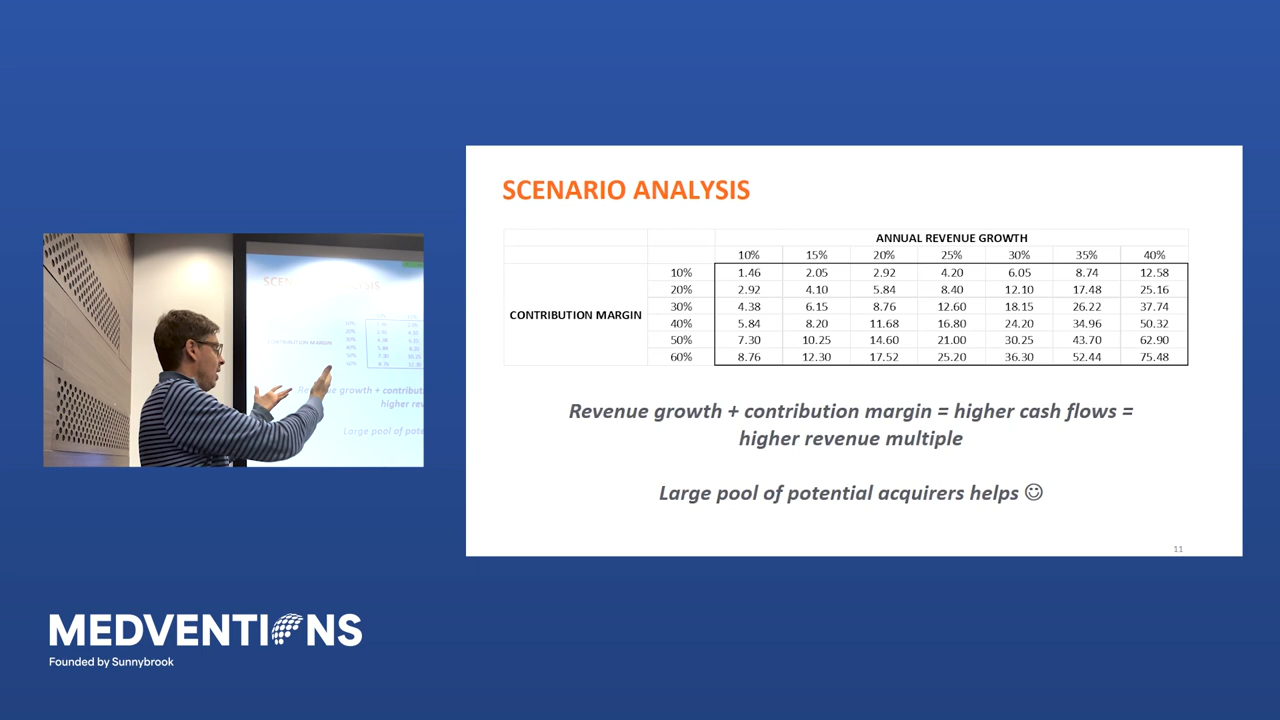 SCENARIO ANALYSIS
ANNUAL REVENUE GROWTH
10% 15% 20% 25% 30% 35% 40%
10% 1.46 2.05 2.92 4.20 6.05 8.74 12.58
20% 2.92 4.10 5.84 8.40 12.10 17.48 25.16
30% 4.38 6.15 8.76 12.60 18.15 26.22 37.74
CONTRIBUTION MARGIN
40% 5.84 8.20 11.68 16.80 24.20 34.96 50.32
50% 7.30 10.25 14.60 21.00 30.25 43.70 62.90
60% 8.76 12.30 17.52 25.20 36.30 52.44 75.48
Revenue growth + contribution margin = higher cash flows =
higher revenue multiple
Large pool of potential acquirers helps ☺
11
MEDVENTIONS
Founded by Sunnybrook